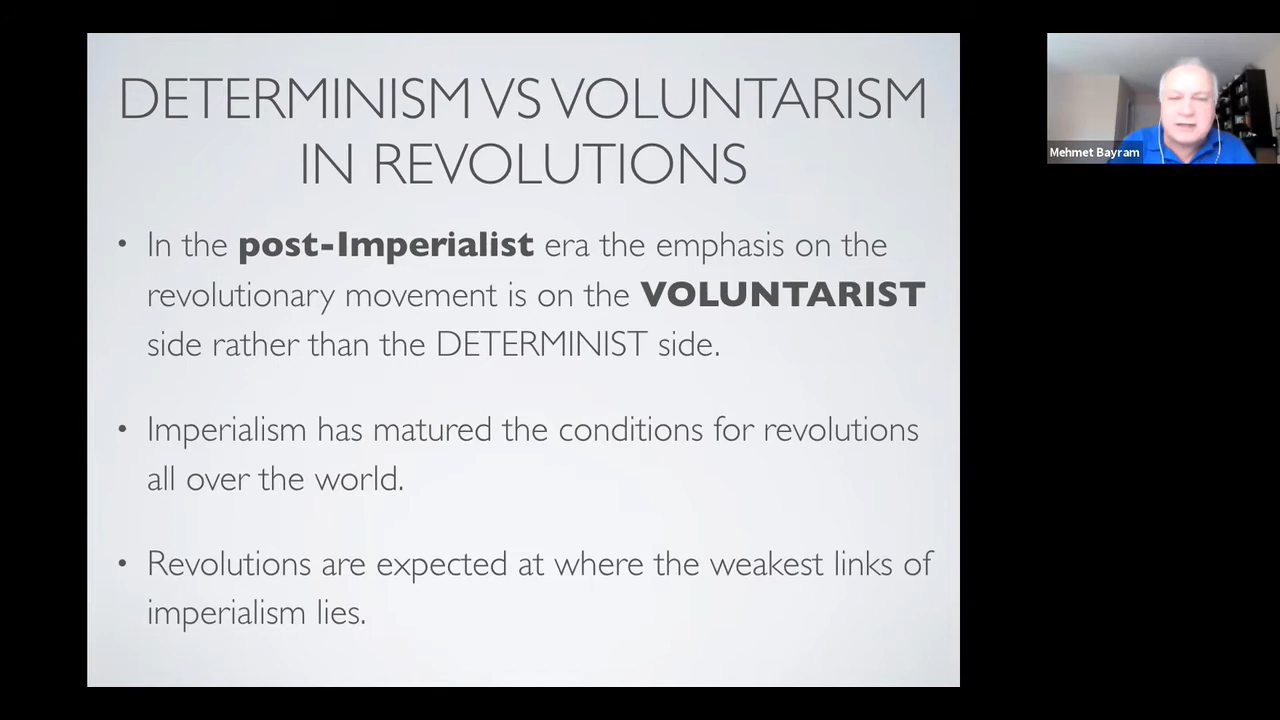 DETERMINISM VS VOLUNTARISM
IN REVOLUTIONS
• In the post-Imperialist era the emphasis on the
revolutionary movement is on the VOLUNTARIST
side rather than the DETERMINIST side.
• Imperialism has matured the conditions for revolutions
all over the world.
• Revolutions are expected at where the weakest links of
imperialism lies.
Mehmet Bayram